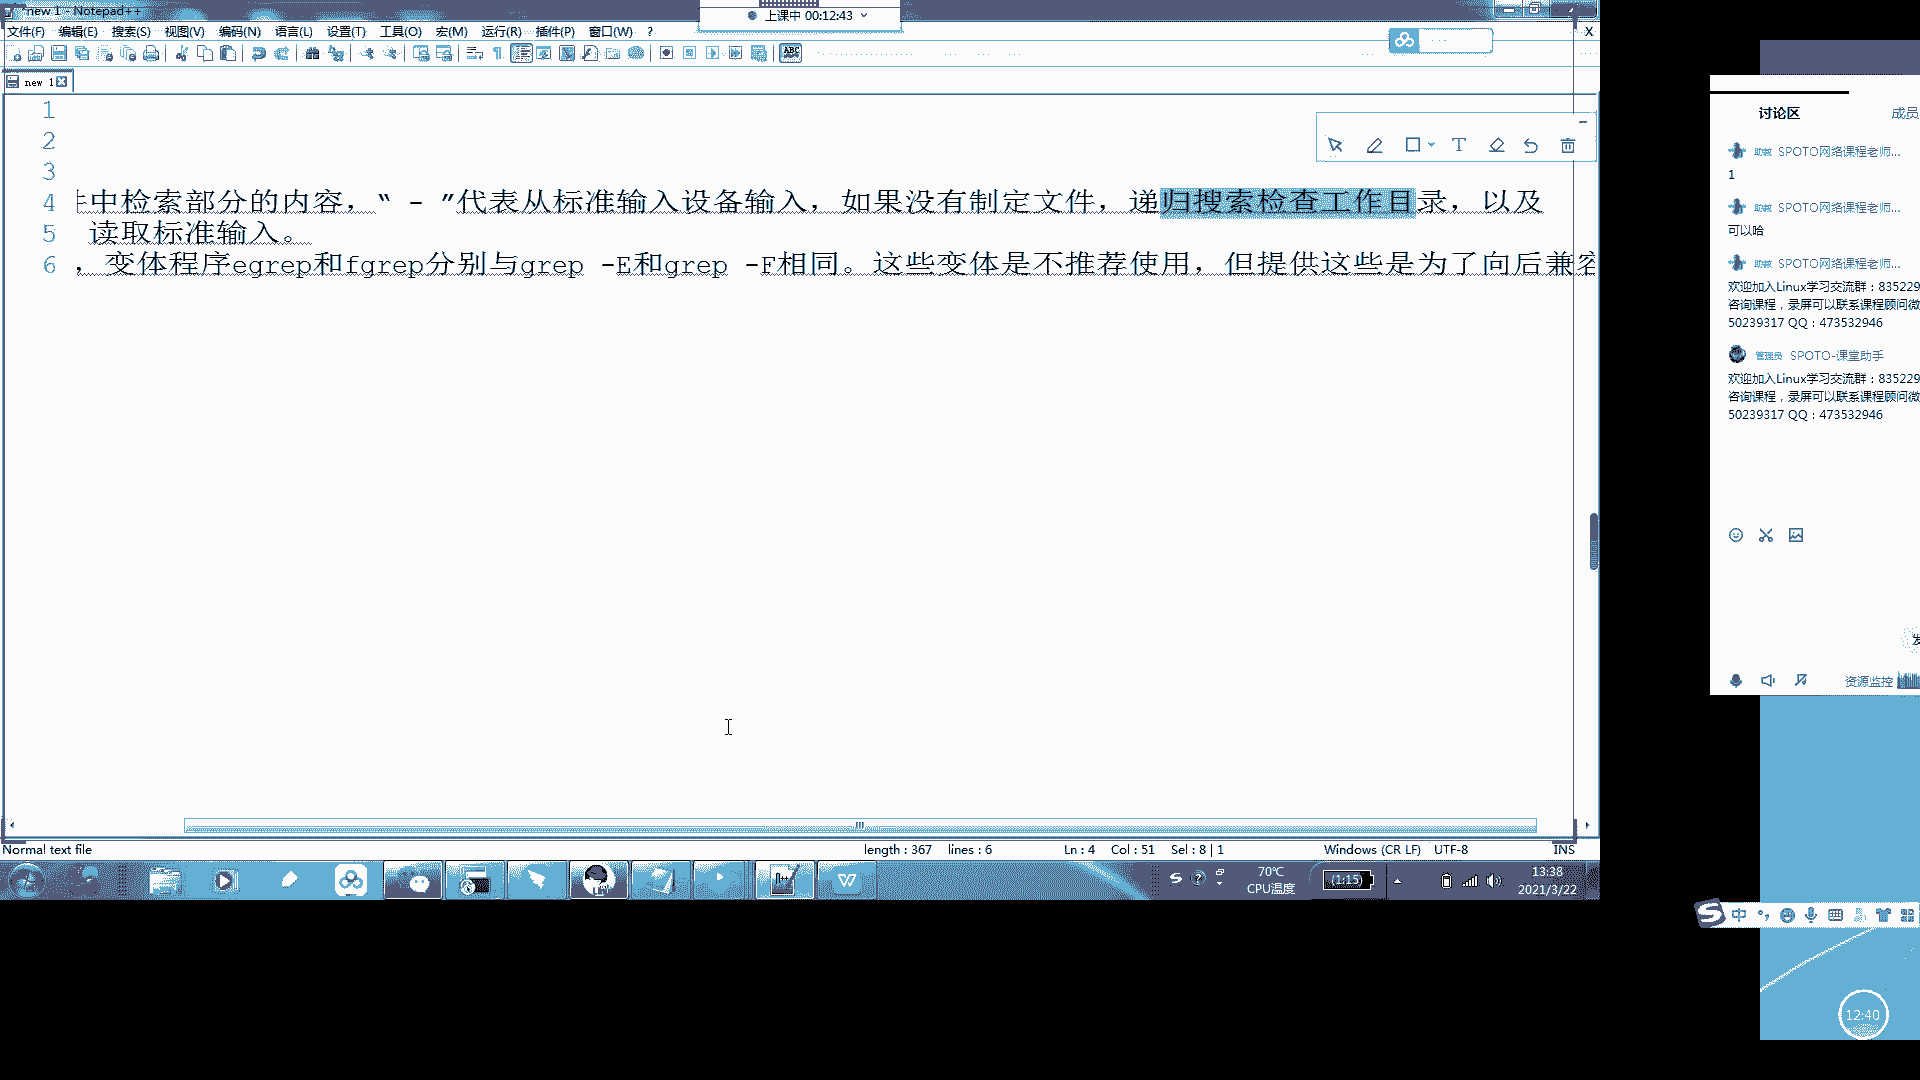 new 1 - Notepad++
上课中 00:12:43
文件(F) 编辑(E) 搜索(S) 视图(V) 编码(N) 语言(L) 设置(T) 工具(O) 宏(M) 运行(R) 插件(P) 窗口(W) ?
X
new 1
1
2
3
4 中检索部分的内容，“ - ”代表从标准输入设备输入，如果没有制定文件，递归搜索检查工作目录，以及
5 读取标准输入。
6 ，变体程序egrep和fgrep分别与grep -E和grep -F相同。这些变体是不推荐使用，但提供这些是为了向后兼容
Normal text file length : 367 lines : 6 Ln : 4 Col : 51 Sel : 8 | 1 Windows (CR LF) UTF-8 INS
70℃
CPU温度
(1:15)
13:38
2021/3/22
讨论区 成员
助教 SPOTO网络课程老师...
1
助教 SPOTO网络课程老师...
可以哈
助教 SPOTO网络课程老师...
欢迎加入Linux学习交流群：835229
咨询课程，录屏可以联系课程顾问微
50239317 QQ：473532946
管理员 SPOTO-课堂助手
欢迎加入Linux学习交流群：835229
咨询课程，录屏可以联系课程顾问微
50239317 QQ：473532946
资源监控
中
12:40